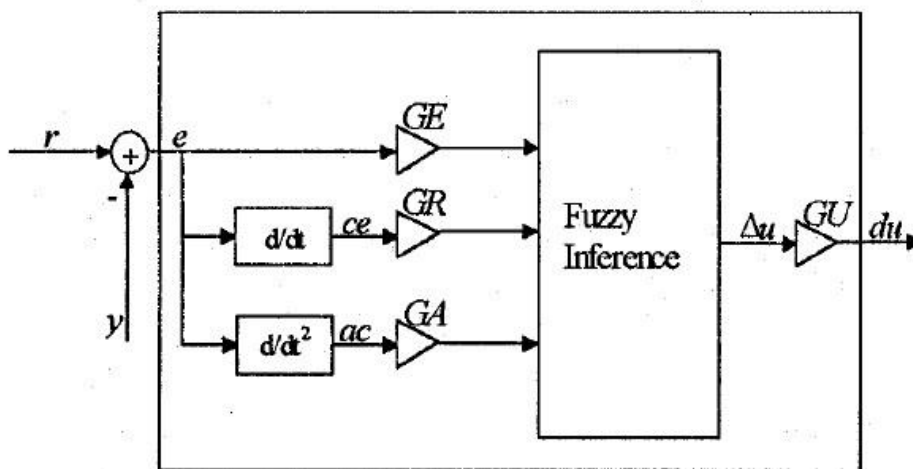 r
+
-
y
e
GE
d/dt
ce
GR
d/dt²
ac
GA
Fuzzy
Inference
Δu
GU
du